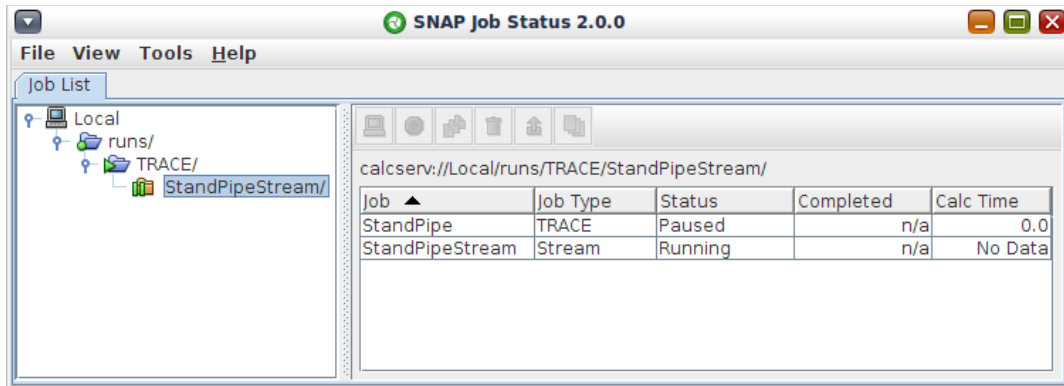 SNAP Job Status 2.0.0
File View Tools Help
Job List
Local
runs/
TRACE/
StandPipeStream/
calcserv://Local/runs/TRACE/StandPipeStream/
Job Job Type Status Completed Calc Time
StandPipe TRACE Paused n/a 0.0
StandPipeStream Stream Running n/a No Data